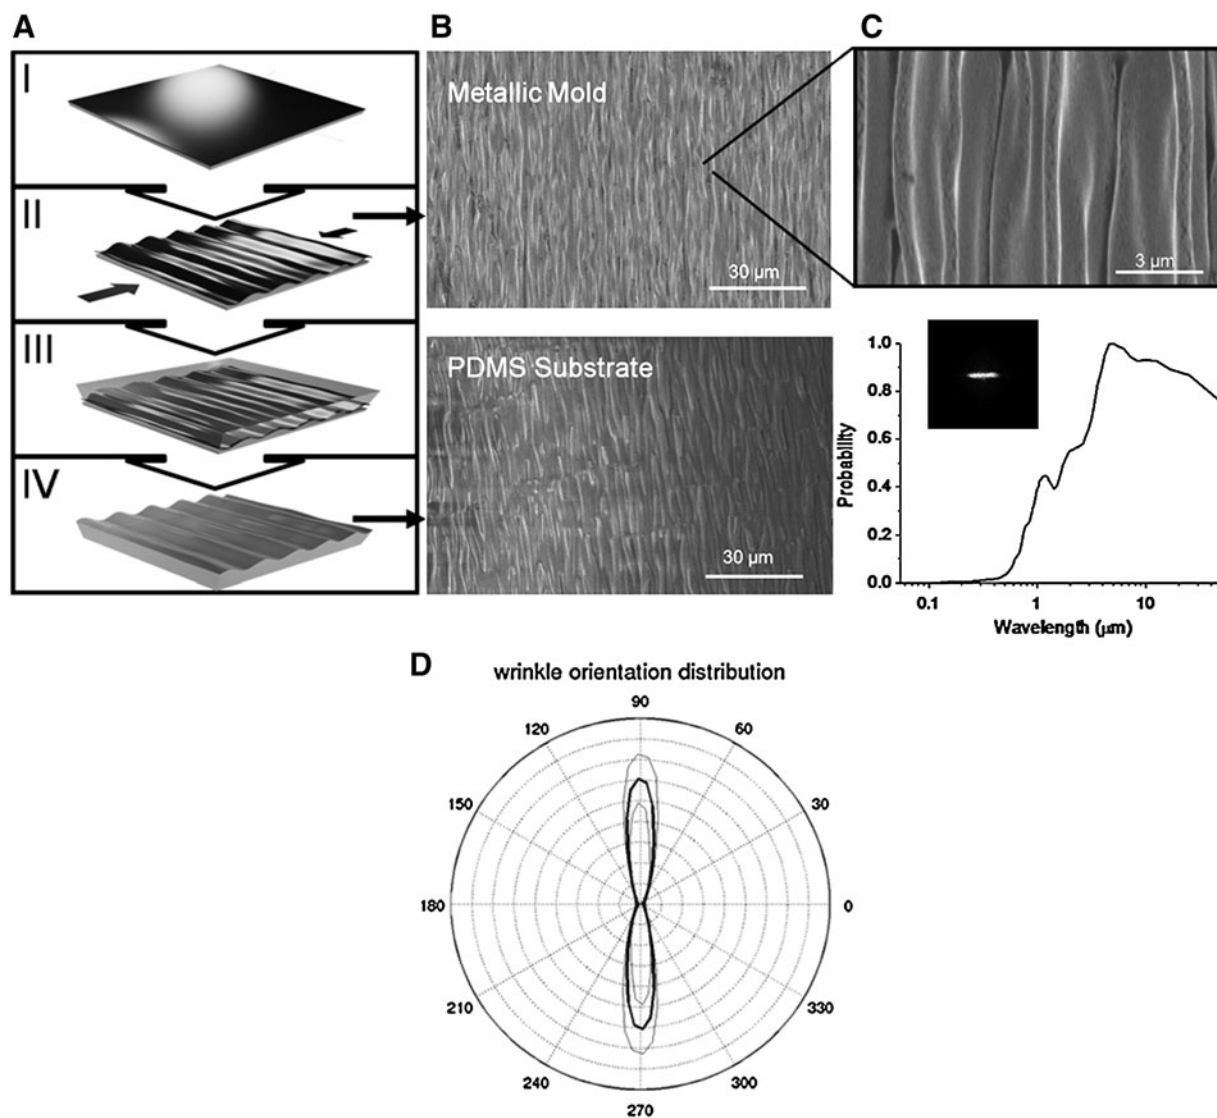 A
B
C
I
II
III
IV
Metallic Mold
30 µm
3 µm
PDMS Substrate
30 µm
Probability
1.0
0.8
0.6
0.4
0.2
0.0
0.1
1
10
Wavelength (µm)
D
wrinkle orientation distribution
90
120
60
150
30
180
0
210
330
240
300
270